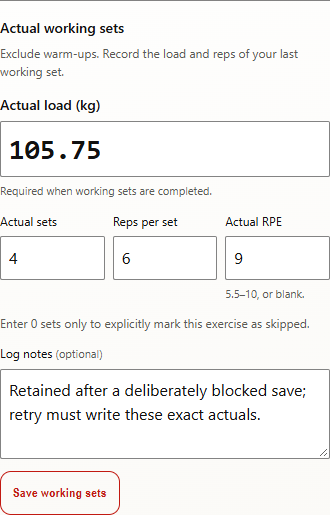 Actual working sets
Exclude warm-ups. Record the load and reps of your last
working set.
Actual load (kg)
105.75
Required when working sets are completed.
Actual sets Reps per set Actual RPE
4 6 9
5.5–10, or blank.
Enter 0 sets only to explicitly mark this exercise as skipped.
Log notes (optional)
Retained after a deliberately blocked save;
retry must write these exact actuals.
Save working sets